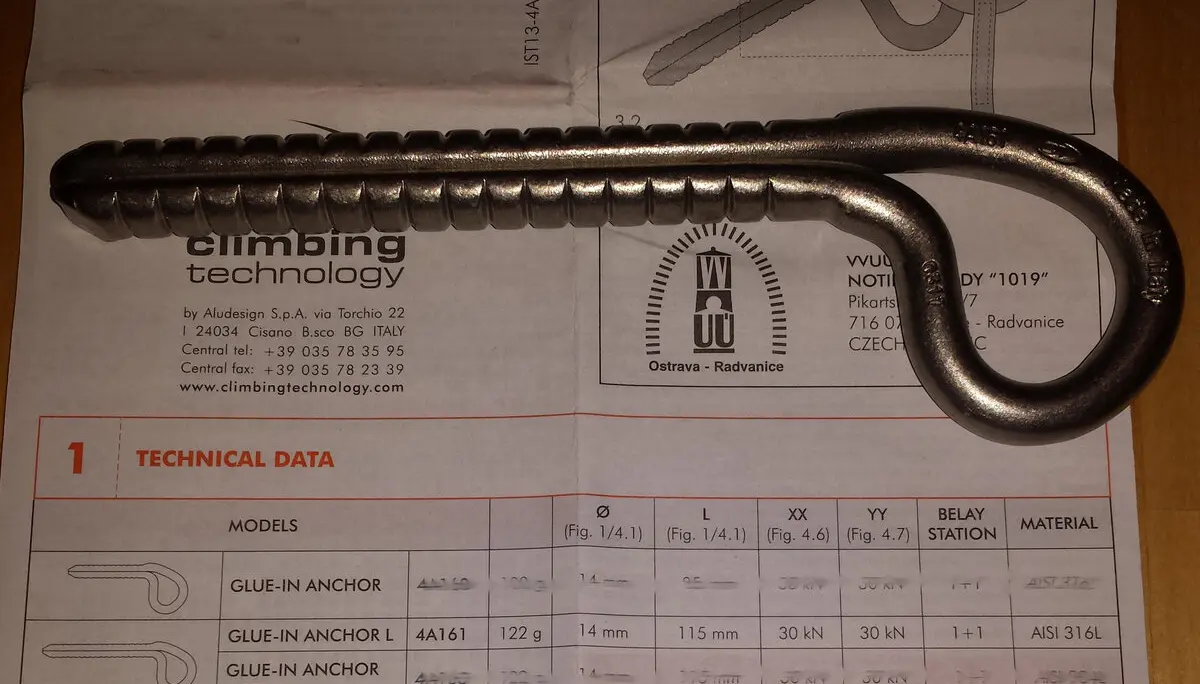 IST13-4A
3.2
4A161
Made in Italy
climbing
technology
by Aludesign S.p.A. via Torchio 22
I 24034 Cisano B.sco BG ITALY
Central tel: +39 035 78 35 95
Central fax: +39 035 78 23 39
www.climbingtechnology.com
VVUU
Ostrava - Radvanice
VVUU
NOTI DY "1019"
Pikarts /7
716 07 - Radvanice
CZECH C
1 TECHNICAL DATA
MODELS Ø L XX YY BELAY STATION MATERIAL
(Fig. 1/4.1) (Fig. 1/4.1) (Fig. 4.6) (Fig. 4.7)
GLUE-IN ANCHOR
GLUE-IN ANCHOR L 4A161 122 g 14 mm 115 mm 30 kN 30 kN 1+1 AISI 316L
GLUE-IN ANCHOR